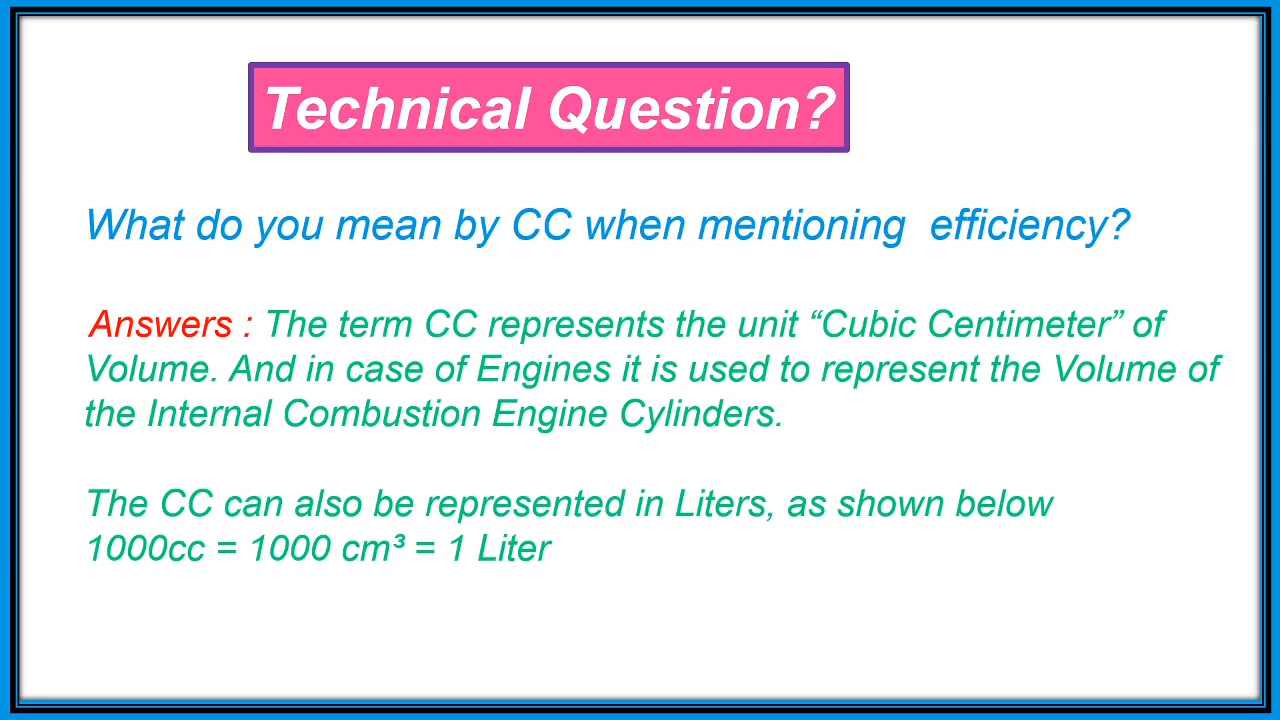 Technical Question?
What do you mean by CC when mentioning efficiency?
Answers : The term CC represents the unit “Cubic Centimeter” of
Volume. And in case of Engines it is used to represent the Volume of
the Internal Combustion Engine Cylinders.
The CC can also be represented in Liters, as shown below
1000cc = 1000 cm³ = 1 Liter